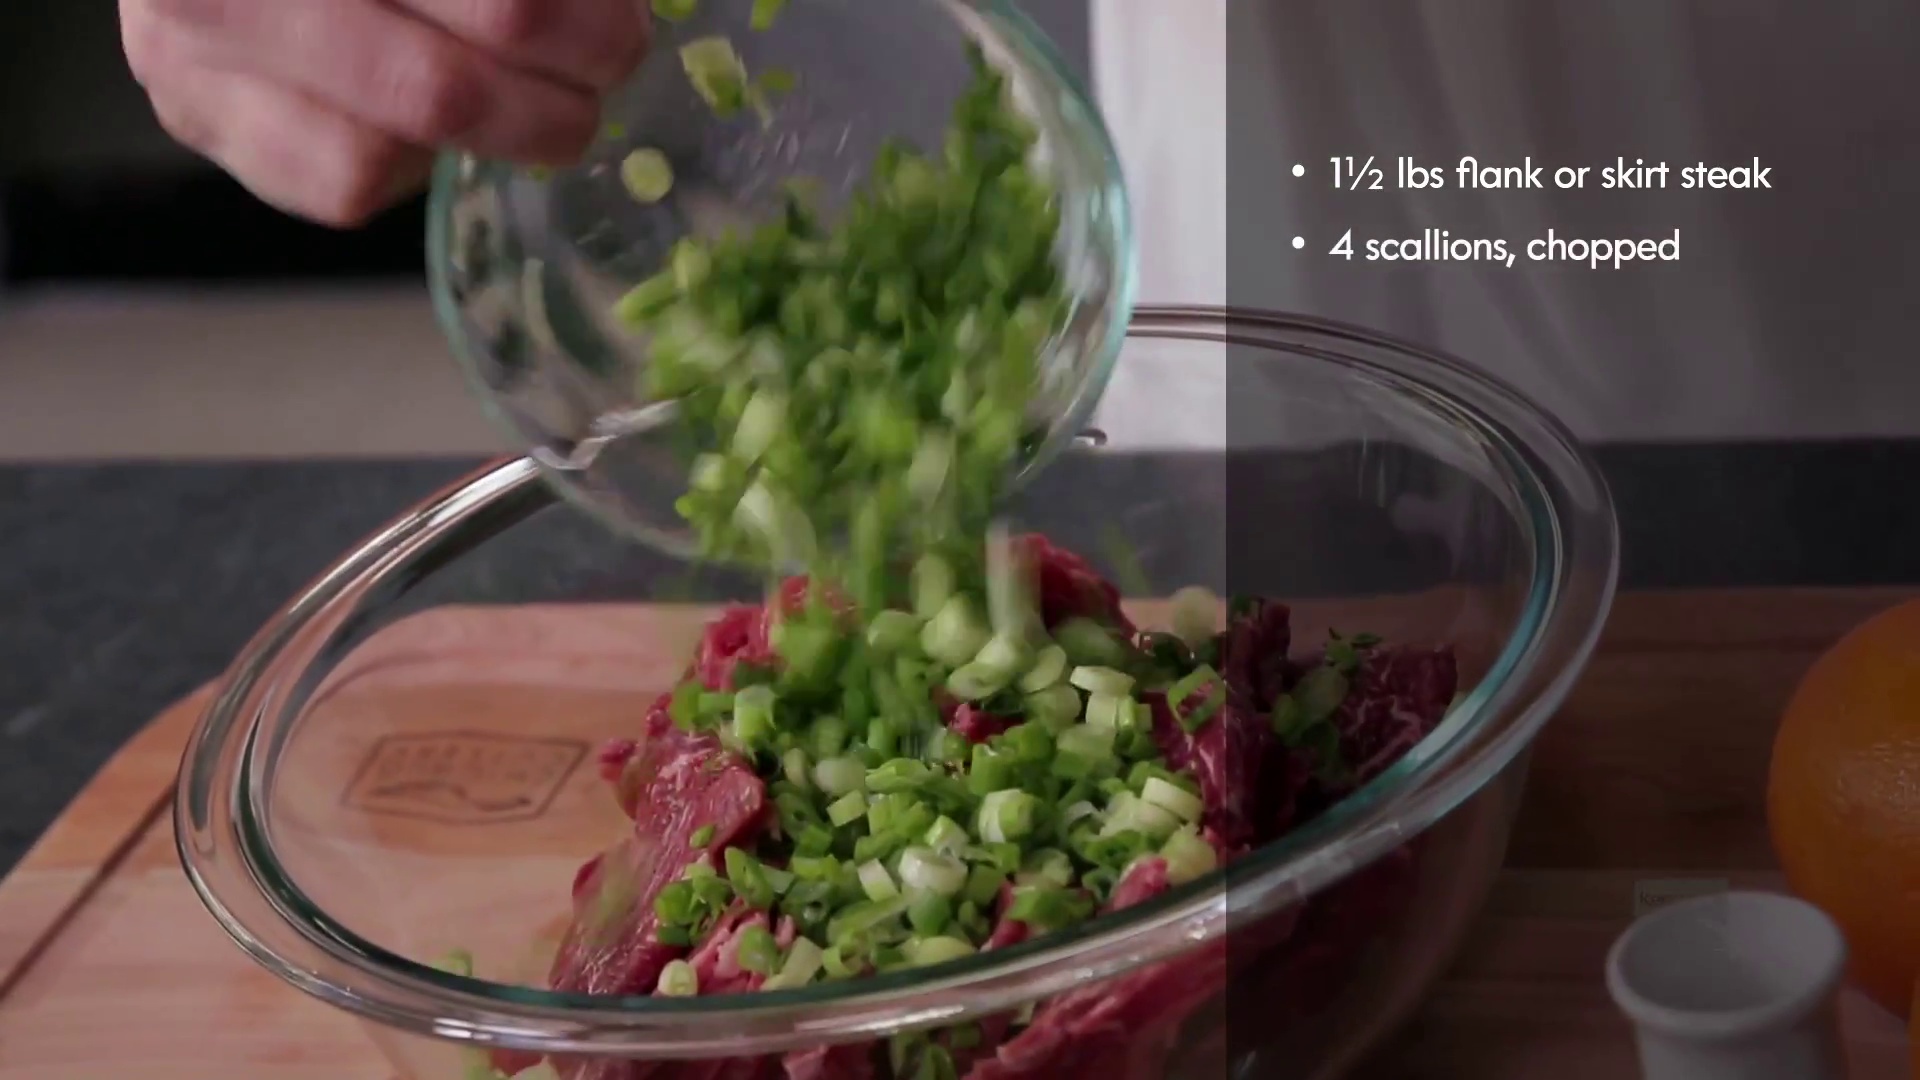 • 1½ lbs flank or skirt steak
• 4 scallions, chopped